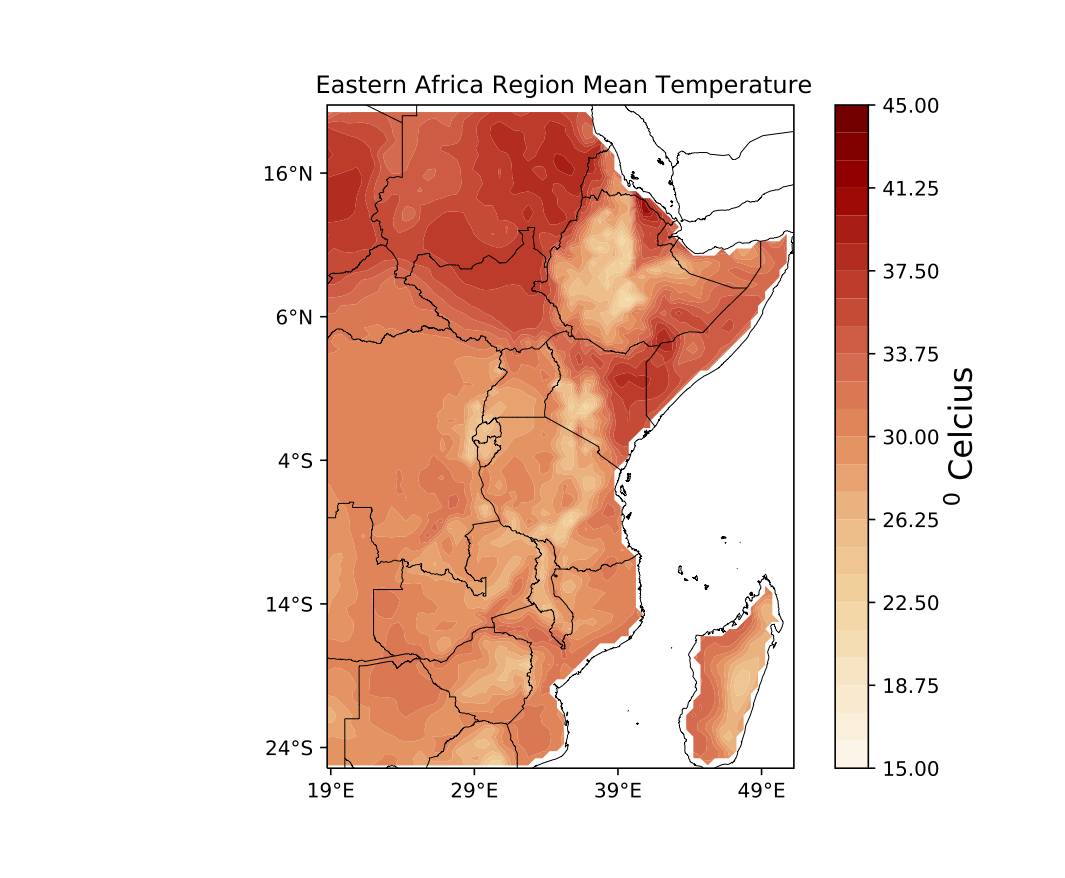 Eastern Africa Region Mean Temperature
16°N
6°N
4°S
14°S
24°S
19°E
29°E
39°E
49°E
45.00
41.25
37.50
33.75
30.00
26.25
22.50
18.75
15.00
⁰ Celcius